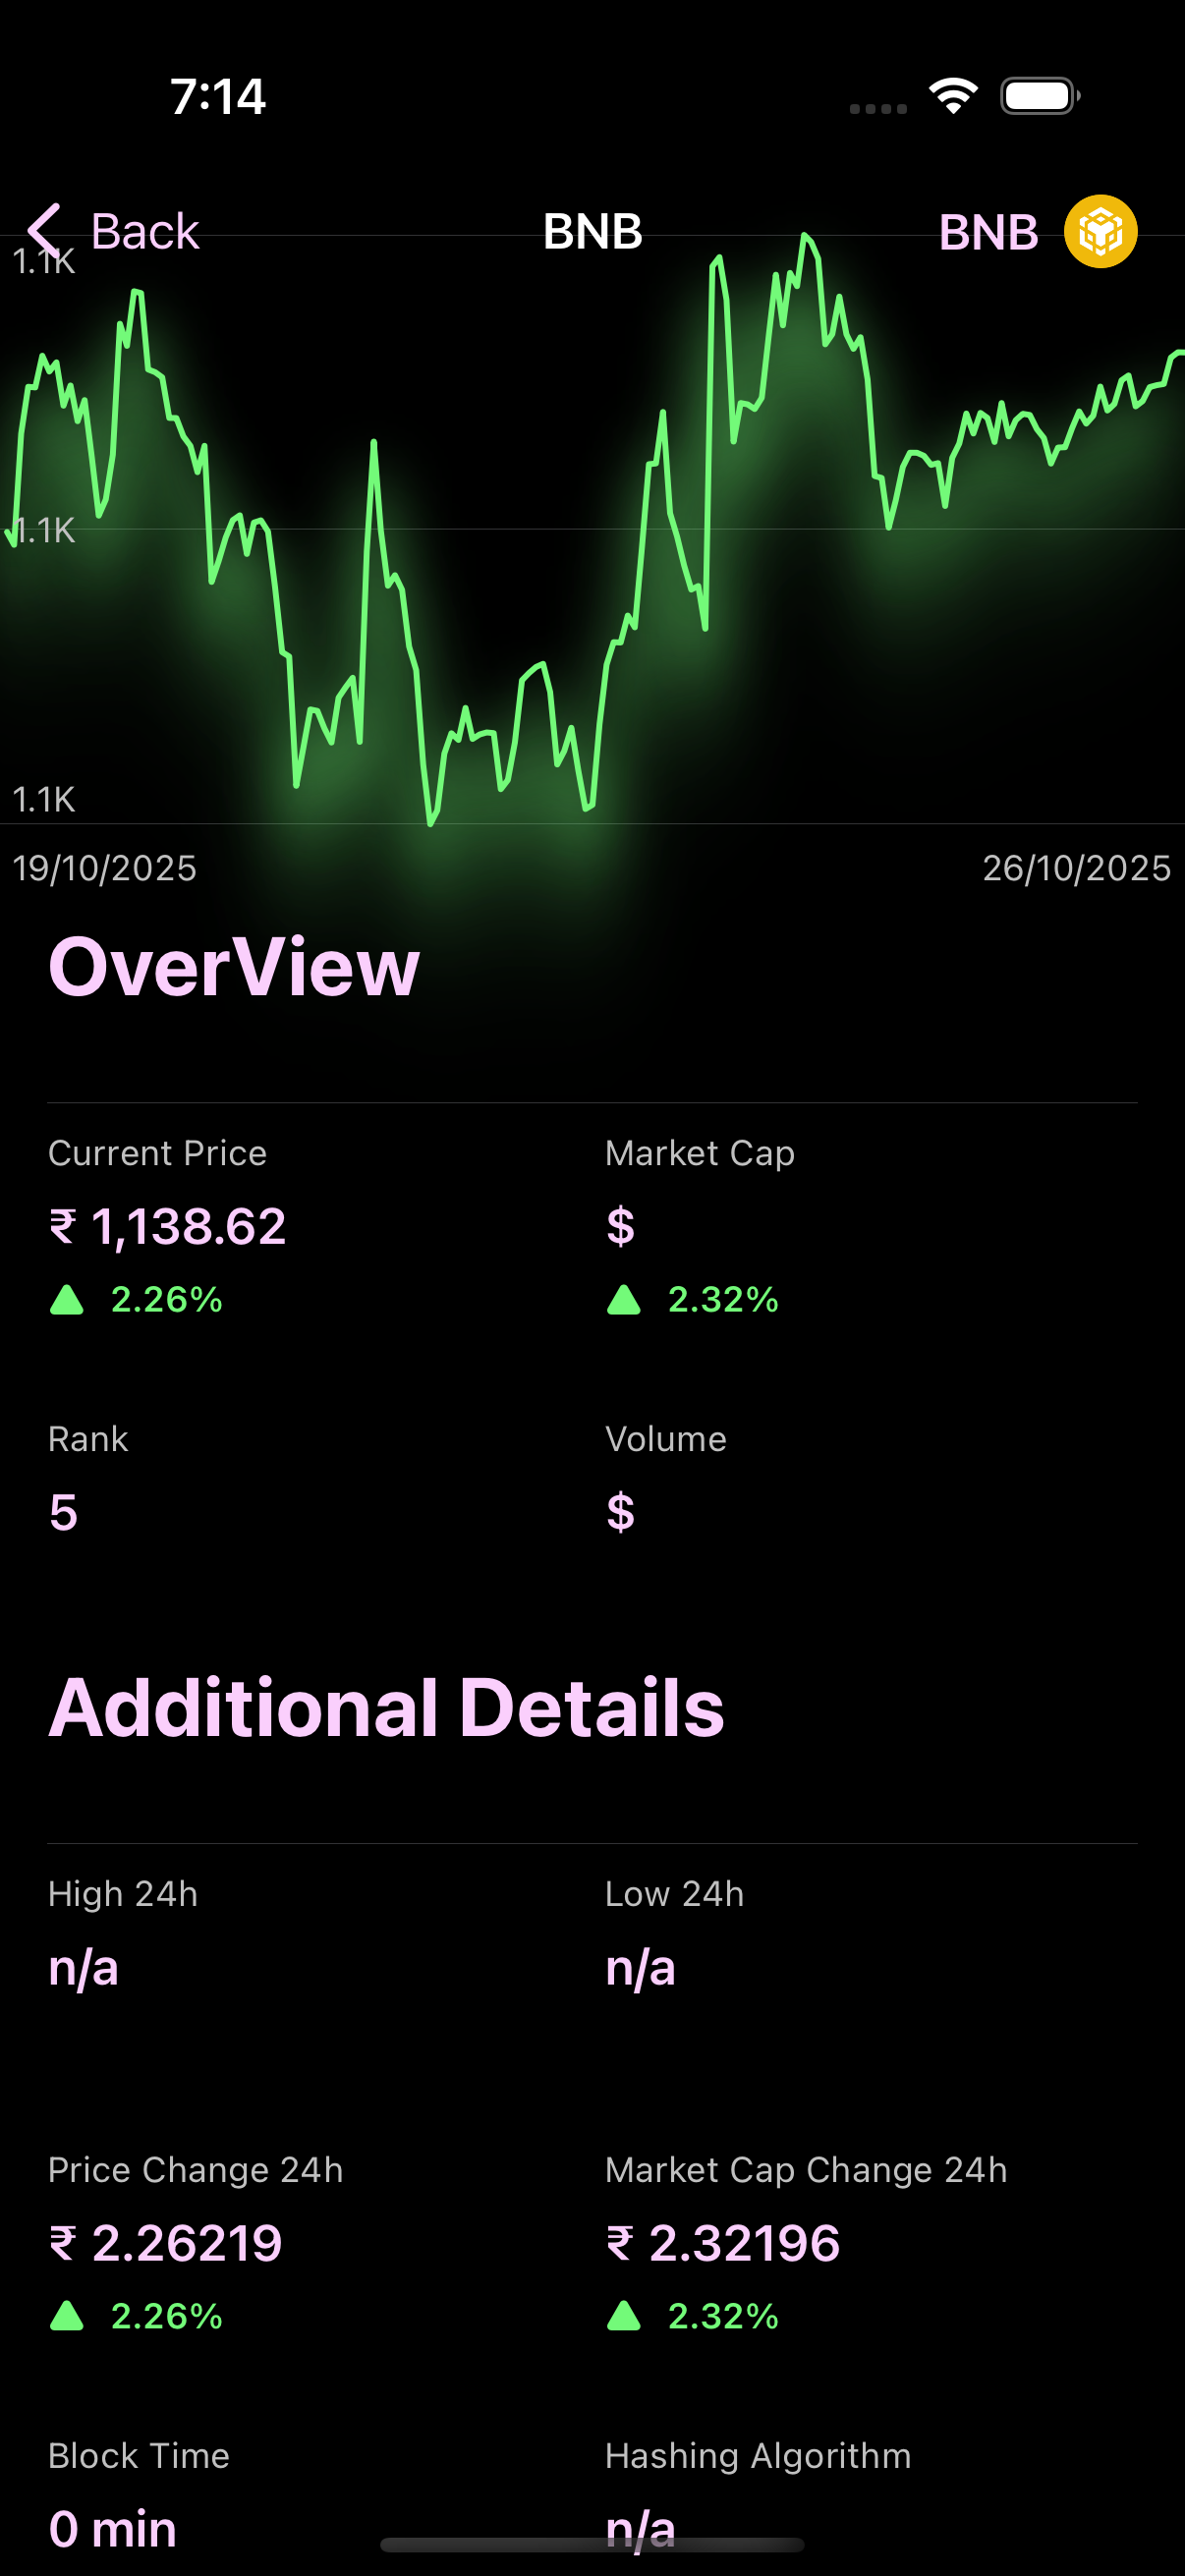 7:14
Back
BNB
BNB
1.1K
1.1K
1.1K
19/10/2025
26/10/2025
OverView
Current Price
Market Cap
₹ 1,138.62
$
2.26%
2.32%
Rank
Volume
5
$
Additional Details
High 24h
Low 24h
n/a
n/a
Price Change 24h
Market Cap Change 24h
₹ 2.26219
₹ 2.32196
2.26%
2.32%
Block Time
Hashing Algorithm
0 min
n/a